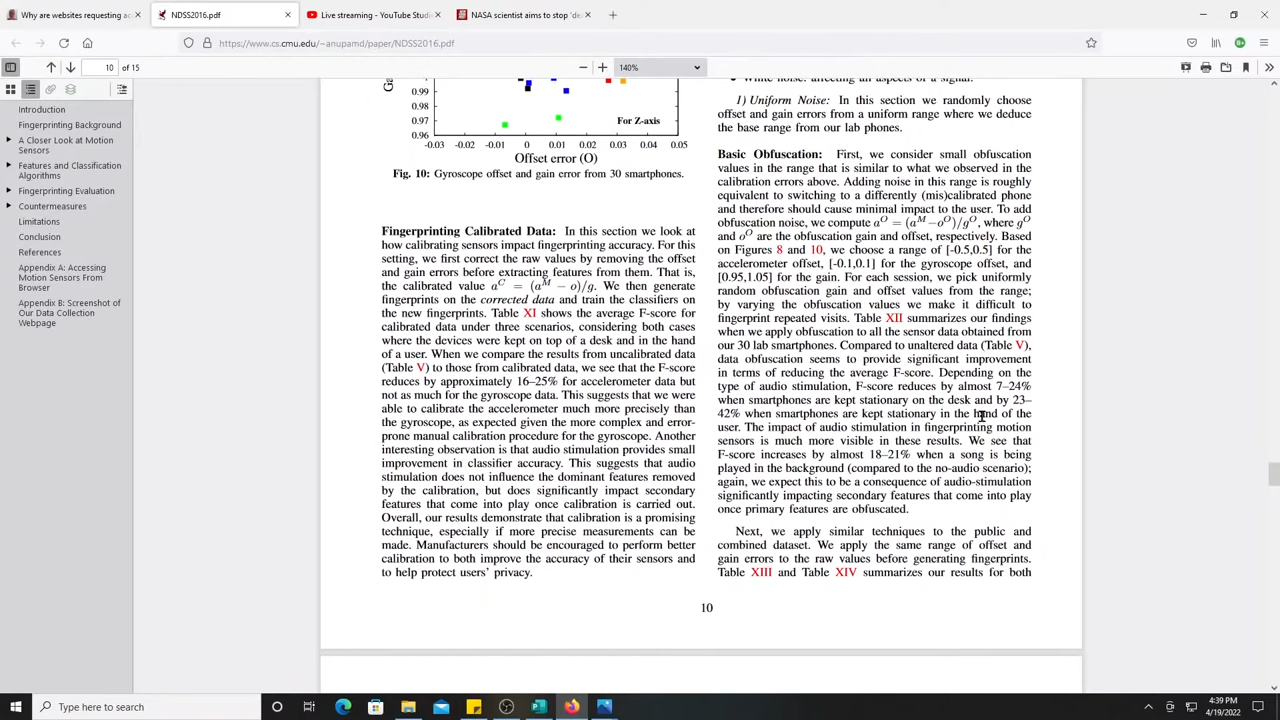 Why are websites requesting ac
NDSS2016.pdf
Live streaming - YouTube Studi
NASA scientist aims to stop 'de
https://www.cs.cmu.edu/~anupamd/paper/NDSS2016.pdf
10 of 15
140%
Introduction
Fingerprinting Background
A Closer Look at Motion
Sensors
Features and Classification
Algorithms
Fingerprinting Evaluation
Countermeasures
Limitations
Conclusion
References
Appendix A: Accessing
Motion Sensors From
Browser
Appendix B: Screenshot of
Our Data Collection
Webpage
0.99
0.98
0.97
0.96
For Z-axis
-0.03 -0.02 -0.01 0 0.01 0.02 0.03 0.04 0.05
Offset error (O)
Fig. 10: Gyroscope offset and gain error from 30 smartphones.
Fingerprinting Calibrated Data: In this section we look at
how calibrating sensors impact fingerprinting accuracy. For this
setting, we first correct the raw values by removing the offset
and gain errors before extracting features from them. That is,
the calibrated value a^C = (a^M − o)/g. We then generate
fingerprints on the corrected data and train the classifiers on
the new fingerprints. Table XI shows the average F-score for
calibrated data under three scenarios, considering both cases
where the devices were kept on top of a desk and in the hand
of a user. When we compare the results from uncalibrated data
(Table V) to those from calibrated data, we see that the F-score
reduces by approximately 16–25% for accelerometer data but
not as much for the gyroscope data. This suggests that we were
able to calibrate the accelerometer much more precisely than
the gyroscope, as expected given the more complex and error-
prone manual calibration procedure for the gyroscope. Another
interesting observation is that audio stimulation provides small
improvement in classifier accuracy. This suggests that audio
stimulation does not influence the dominant features removed
by the calibration, but does significantly impact secondary
features that come into play once calibration is carried out.
Overall, our results demonstrate that calibration is a promising
technique, especially if more precise measurements can be
made. Manufacturers should be encouraged to perform better
calibration to both improve the accuracy of their sensors and
to help protect users' privacy.
• White noise: affecting all aspects of a signal.
1) Uniform Noise: In this section we randomly choose
offset and gain errors from a uniform range where we deduce
the base range from our lab phones.
Basic Obfuscation: First, we consider small obfuscation
values in the range that is similar to what we observed in the
calibration errors above. Adding noise in this range is roughly
equivalent to switching to a differently (mis)calibrated phone
and therefore should cause minimal impact to the user. To add
obfuscation noise, we compute a^O = (a^M−o^O)/g^O, where g^O
and o^O are the obfuscation gain and offset, respectively. Based
on Figures 8 and 10, we choose a range of [-0.5,0.5] for the
accelerometer offset, [-0.1,0.1] for the gyroscope offset, and
[0.95,1.05] for the gain. For each session, we pick uniformly
random obfuscation gain and offset values from the range;
by varying the obfuscation values we make it difficult to
fingerprint repeated visits. Table XII summarizes our findings
when we apply obfuscation to all the sensor data obtained from
our 30 lab smartphones. Compared to unaltered data (Table V),
data obfuscation seems to provide significant improvement
in terms of reducing the average F-score. Depending on the
type of audio stimulation, F-score reduces by almost 7–24%
when smartphones are kept stationary on the desk and by 23–
42% when smartphones are kept stationary in the hand of the
user. The impact of audio stimulation in fingerprinting motion
sensors is much more visible in these results. We see that
F-score increases by almost 18–21% when a song is being
played in the background (compared to the no-audio scenario);
again, we expect this to be a consequence of audio-stimulation
significantly impacting secondary features that come into play
once primary features are obfuscated.
Next, we apply similar techniques to the public and
combined dataset. We apply the same range of offset and
gain errors to the raw values before generating fingerprints.
Table XIII and Table XIV summarizes our results for both
10
Type here to search
4:39 PM
4/19/2022